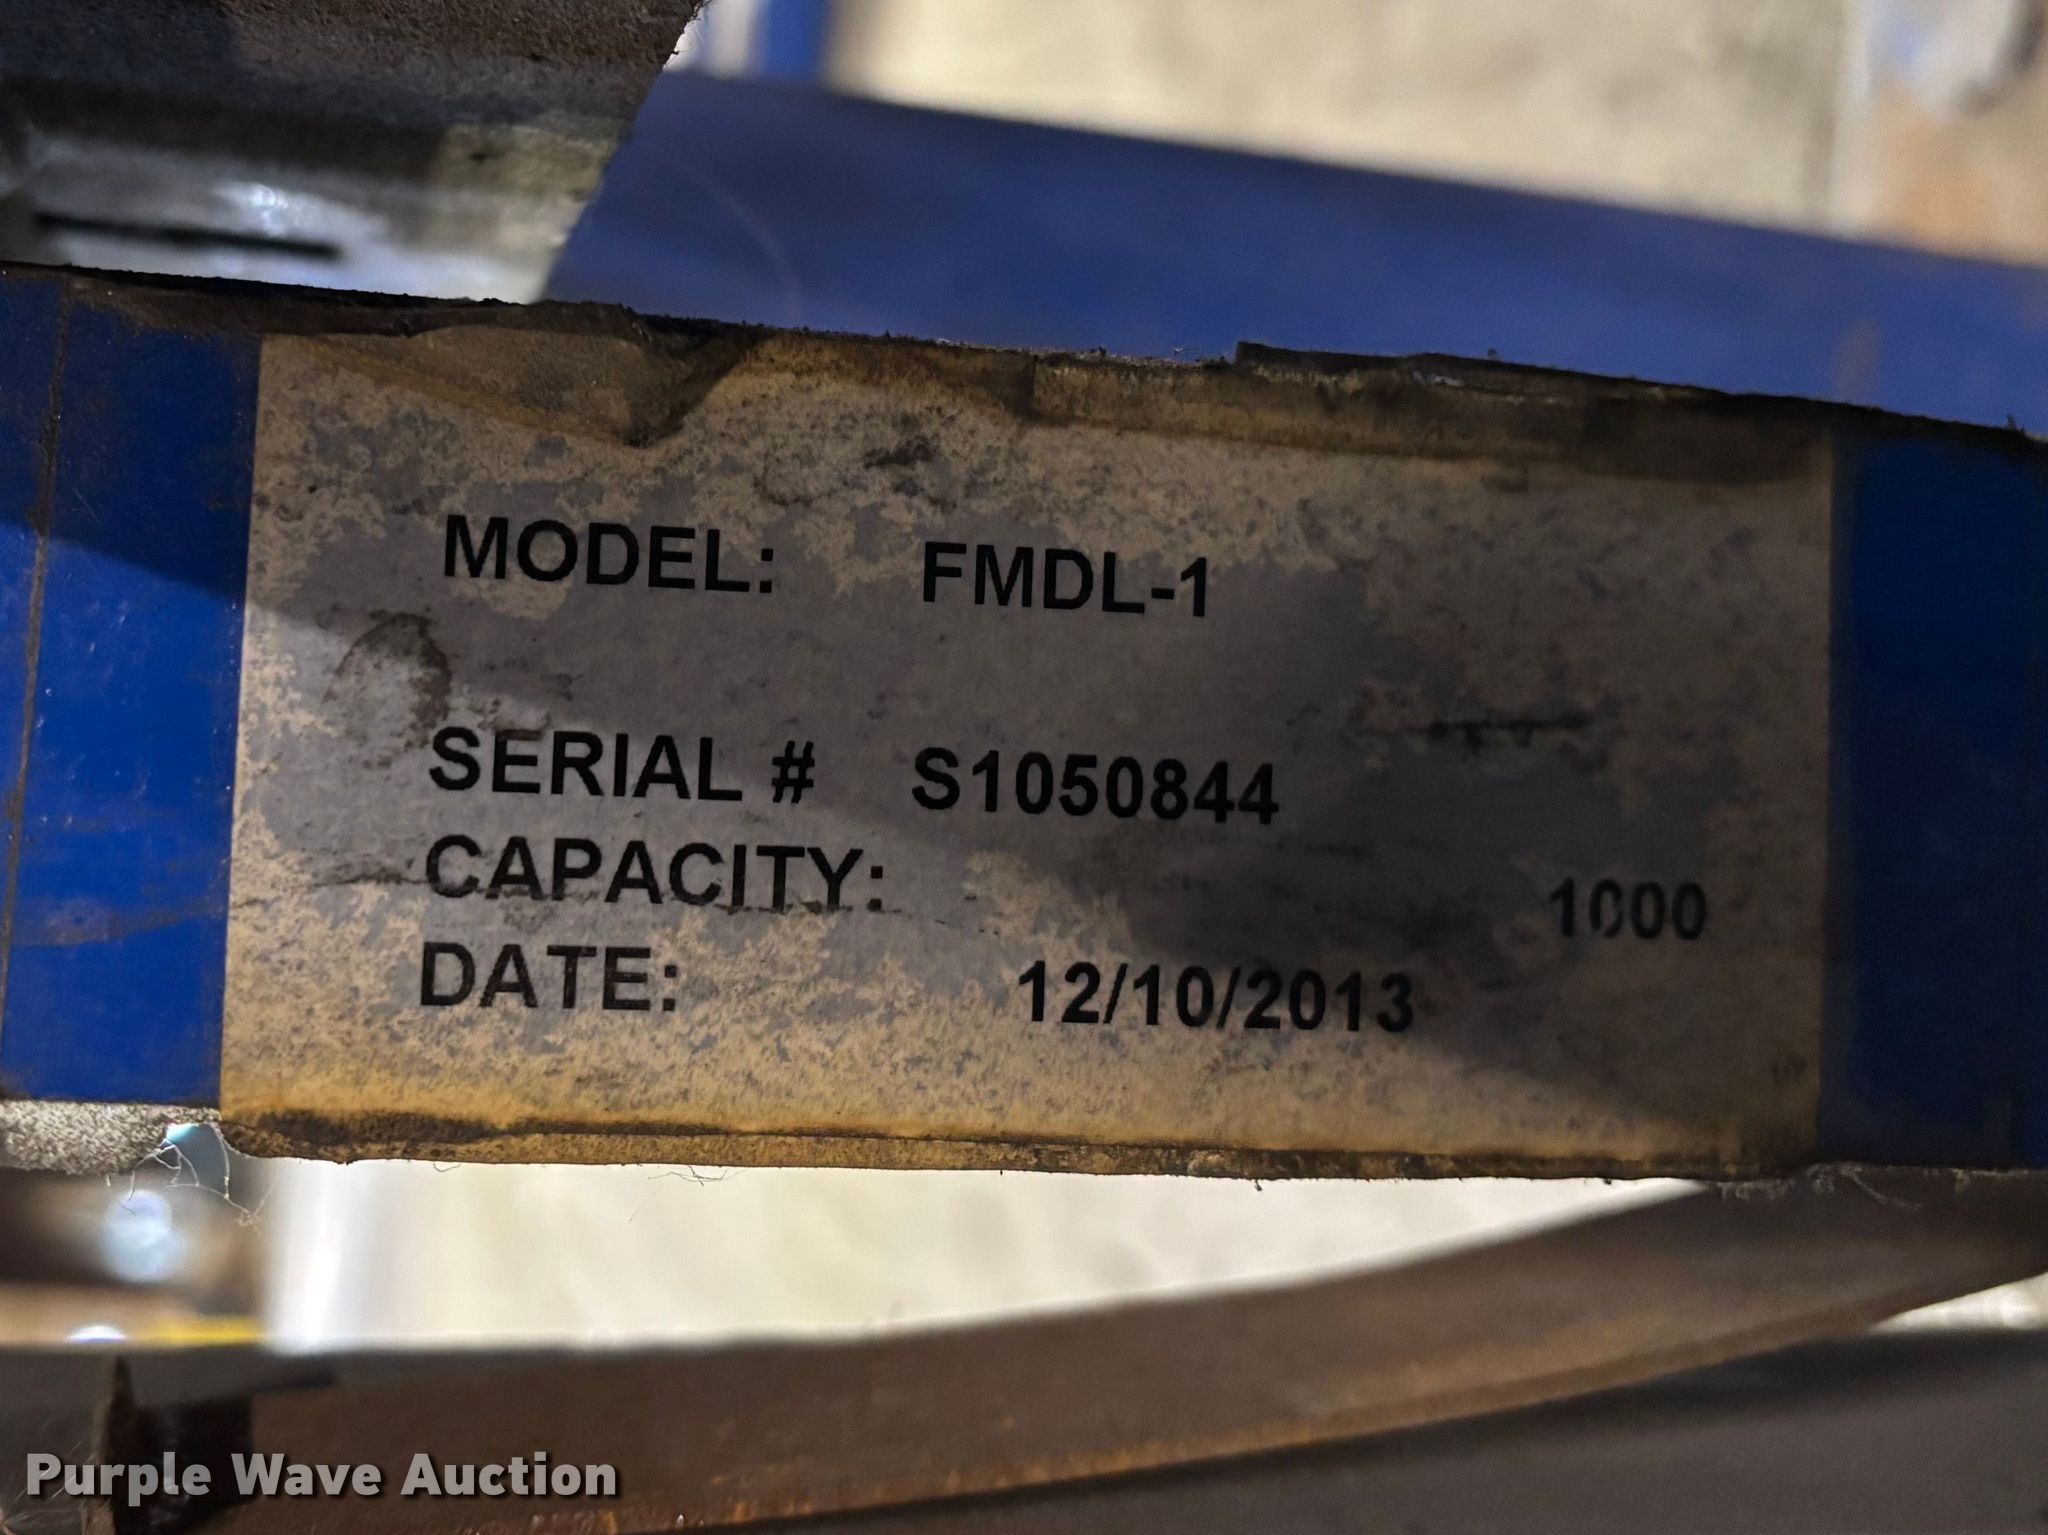 MODEL: FMDL-1
SERIAL # S1050844
CAPACITY: 1000
DATE: 12/10/2013
Purple Wave Auction